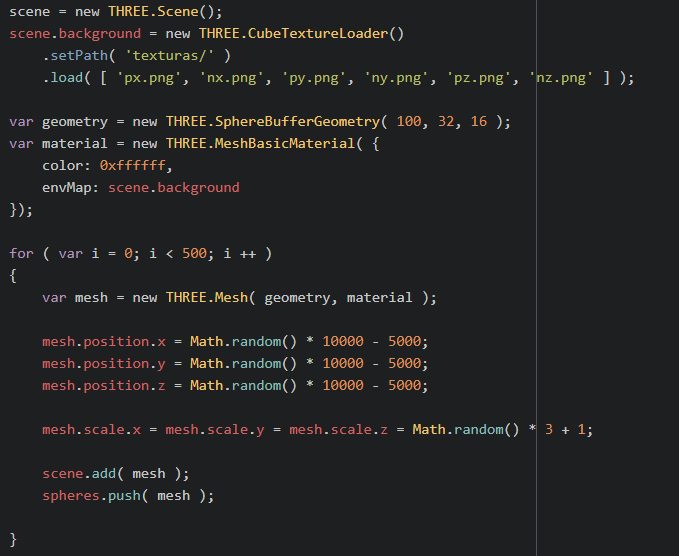 scene = new THREE.Scene();
scene.background = new THREE.CubeTextureLoader()
.setPath( 'texturas/' )
.load( [ 'px.png', 'nx.png', 'py.png', 'ny.png', 'pz.png', 'nz.png' ] );
var geometry = new THREE.SphereBufferGeometry( 100, 32, 16 );
var material = new THREE.MeshBasicMaterial( {
color: 0xffffff,
envMap: scene.background
});
for ( var i = 0; i < 500; i ++ )
{
var mesh = new THREE.Mesh( geometry, material );
mesh.position.x = Math.random() * 10000 - 5000;
mesh.position.y = Math.random() * 10000 - 5000;
mesh.position.z = Math.random() * 10000 - 5000;
mesh.scale.x = mesh.scale.y = mesh.scale.z = Math.random() * 3 + 1;
scene.add( mesh );
spheres.push( mesh );
}